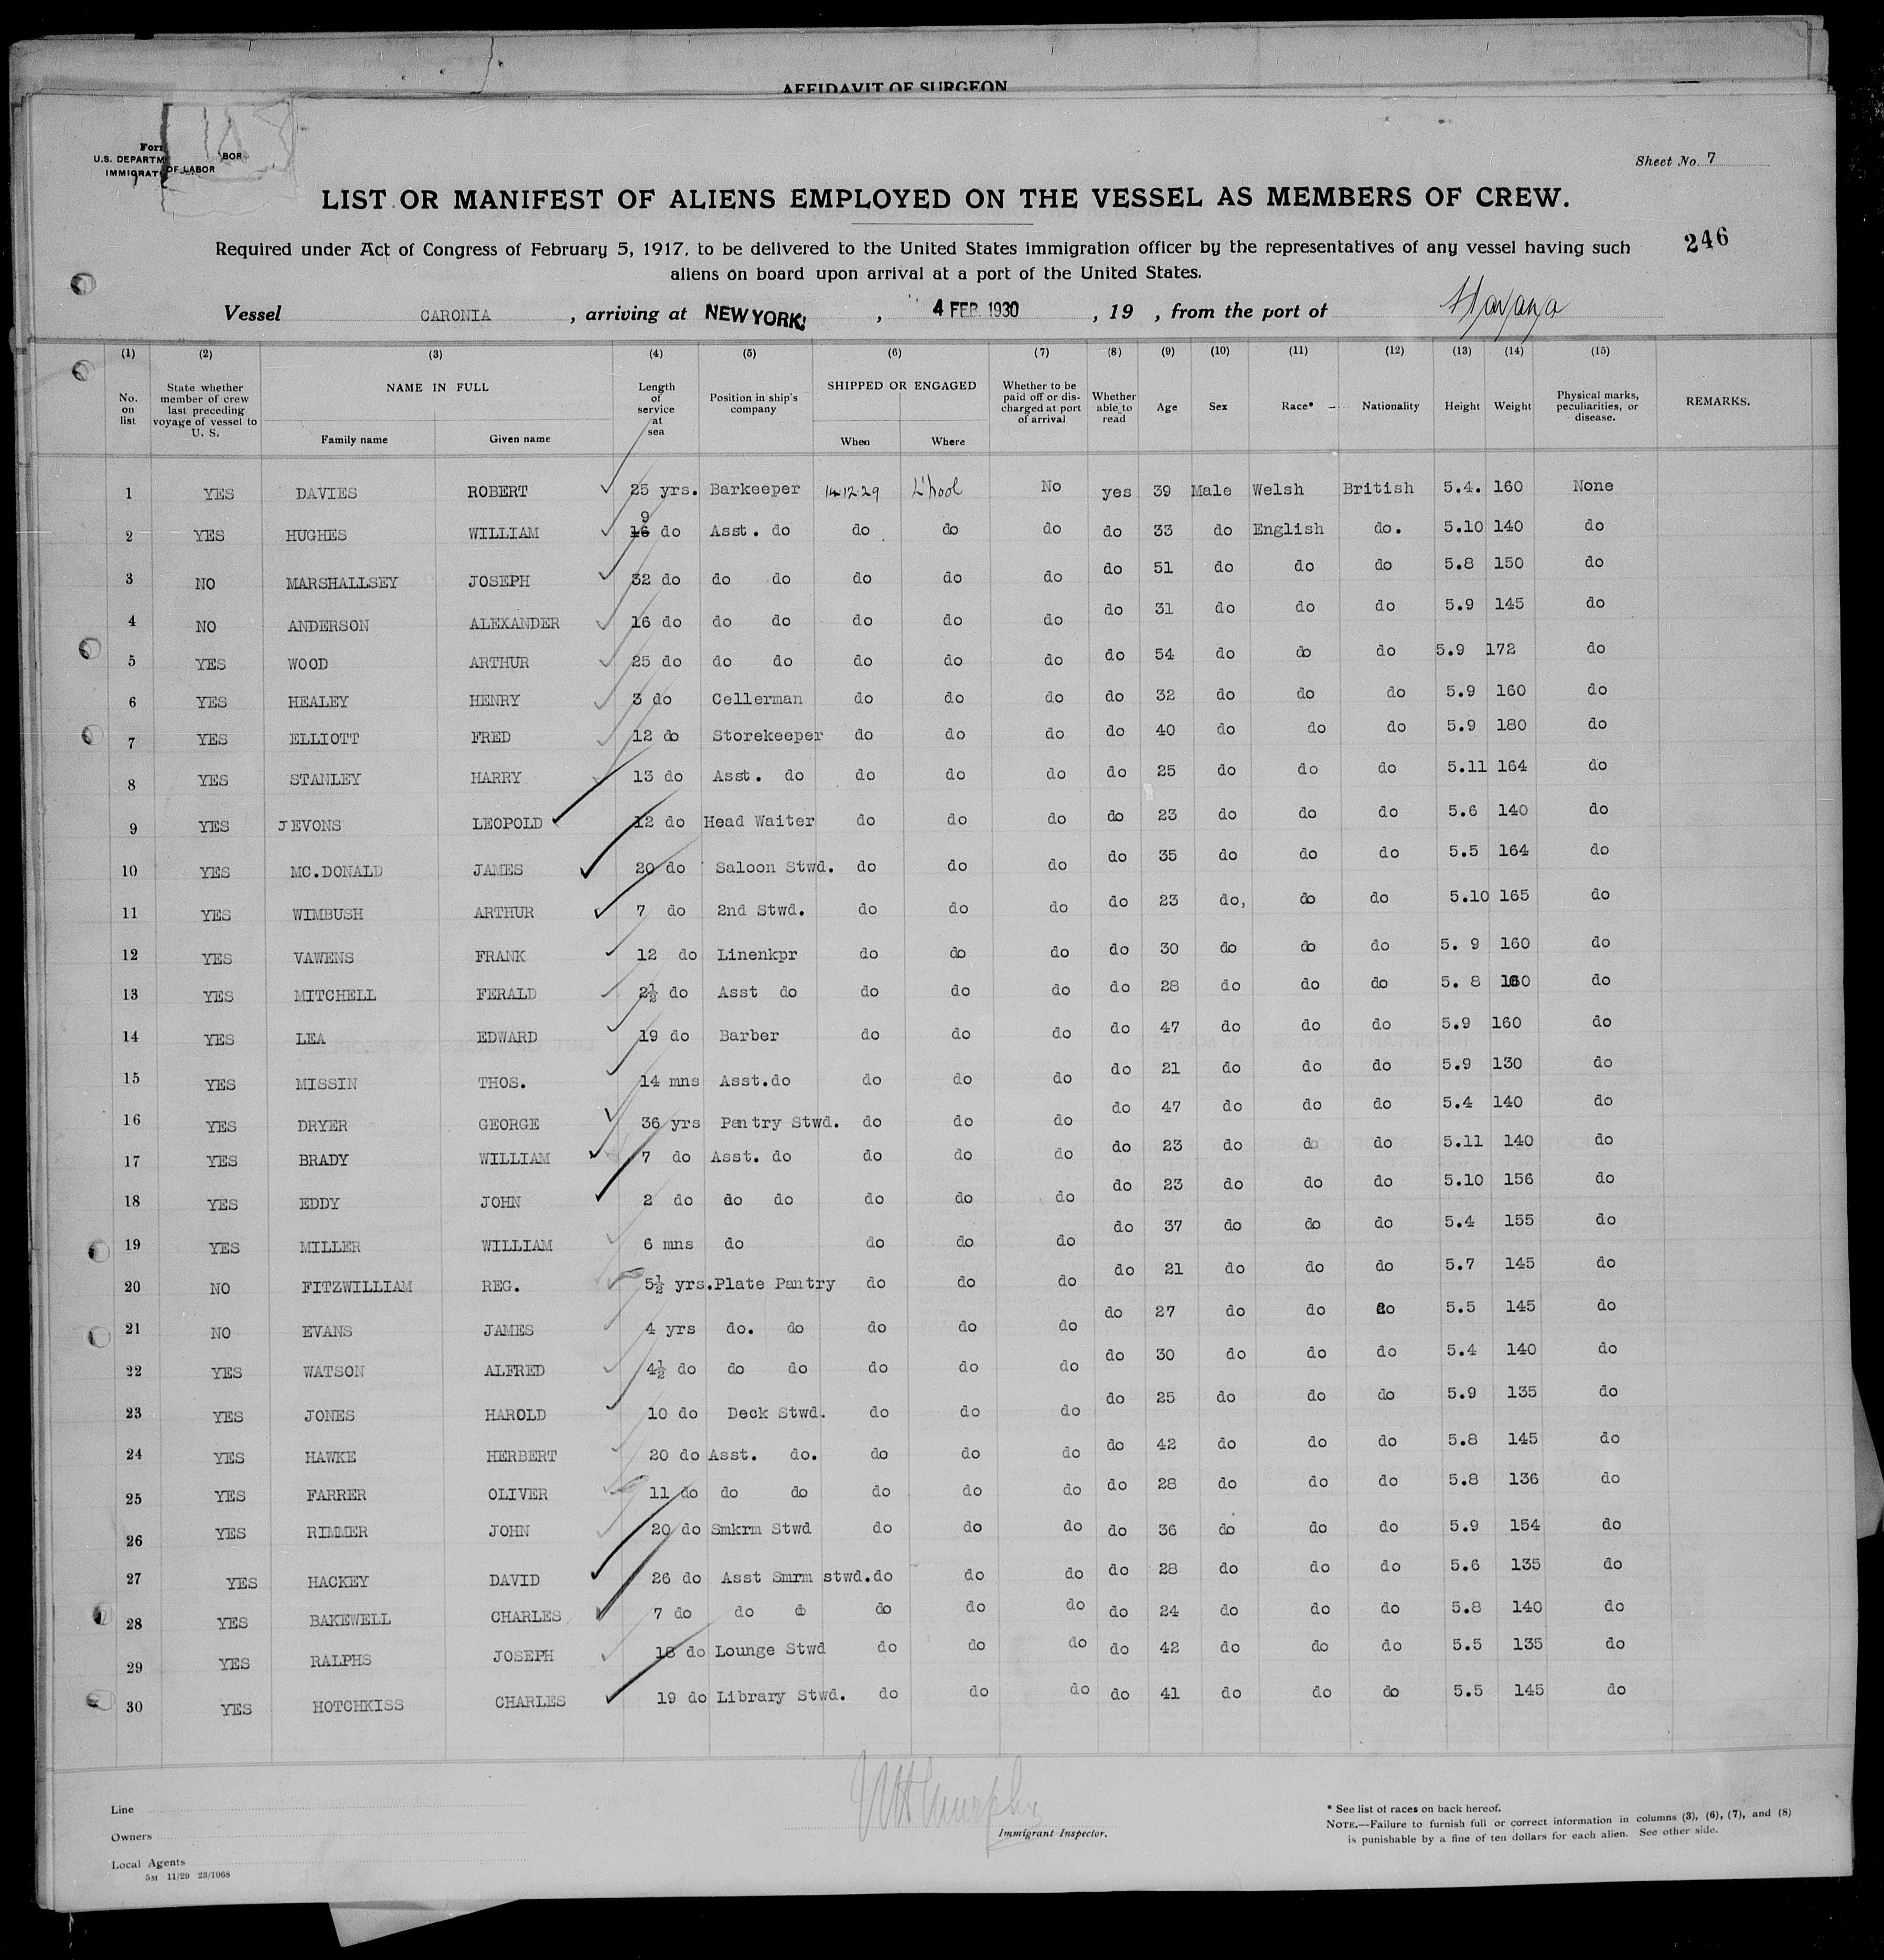 AFFIDAVIT OF SURGEON
U.S. DEPARTM BOR
IMMIGRAT OF LABOR
Sheet No. 7
LIST OR MANIFEST OF ALIENS EMPLOYED ON THE VESSEL AS MEMBERS OF CREW.
246
Required under Act of Congress of February 5, 1917, to be delivered to the United States immigration officer by the representatives of any vessel having such
aliens on board upon arrival at a port of the United States.
Vessel CARONIA , arriving at NEW YORK , 4 FEB 1930 , 19 , from the port of Havana
(1) (2) (3) (4) (5) (6) (7) (8) (9) (10) (11) (12) (13) (14) (15)
No. on list State whether member of crew last preceding voyage of vessel to U. S. NAME IN FULL Family name Given name Length of service at sea Position in ship's company SHIPPED OR ENGAGED When Where Whether to be paid off or discharged at port of arrival Whether able to read Age Sex Race* Nationality Height Weight Physical marks, peculiarities, or disease. REMARKS.
1 YES DAVIES ROBERT 25 yrs. Barkeeper 14-12-29 L'pool No yes 39 Male Welsh British 5.4. 160 None
2 YES HUGHES WILLIAM 16 9 do Asst. do do do do do 33 do English do. 5.10 140 do
3 NO MARSHALLSEY JOSEPH 32 do do do do do do do 51 do do do 5.8 150 do
4 NO ANDERSON ALEXANDER 16 do do do do do do do 31 do do do 5.9 145 do
5 YES WOOD ARTHUR 25 do do do do do do do 54 do do do 5.9 172 do
6 YES HEALEY HENRY 3 do Cellerman do do do do 32 do do do 5.9 160 do
7 YES ELLIOTT FRED 12 do Storekeeper do do do do 40 do do do 5.9 180 do
8 YES STANLEY HARRY 13 do Asst. do do do do do 25 do do do 5.11 164 do
9 YES JEVONS LEOPOLD 12 do Head Waiter do do do do 23 do do do 5.6 140 do
10 YES MC.DONALD JAMES 20 do Saloon Stwd. do do do do 35 do do do 5.5 164 do
11 YES WIMBUSH ARTHUR 7 do 2nd Stwd. do do do do 23 do, do do 5.10 165 do
12 YES VAWENS FRANK 12 do Linenkpr do do do do 30 do do do 5. 9 160 do
13 YES MITCHELL FERALD 2½ do Asst do do do do do 28 do do do 5. 8 160 do
14 YES LEA EDWARD 19 do Barber do do do do 47 do do do 5.9 160 do
15 YES MISSIN THOS. 14 mns Asst.do do do do do 21 do do do 5.9 130 do
16 YES DRYER GEORGE 36 yrs Pantry Stwd. do do do do 47 do do do 5.4 140 do
17 YES BRADY WILLIAM 7 do Asst. do do do do do 23 do do do 5.11 140 do
18 YES EDDY JOHN 2 do do do do do do do 23 do do do 5.10 156 do
19 YES MILLER WILLIAM 6 mns do do do do do 37 do do do 5.4 155 do
20 NO FITZWILLIAM REG. 5½ yrs. Plate Pantry do do do do 21 do do do 5.7 145 do
21 NO EVANS JAMES 4 yrs do. do do do do do 27 do do do 5.5 145 do
22 YES WATSON ALFRED 4½ do do do do do do do 30 do do do 5.4 140 do
23 YES JONES HAROLD 10 do Deck Stwd. do do do do 25 do do do 5.9 135 do
24 YES HAWKE HERBERT 20 do Asst. do. do do do do 42 do do do 5.8 145 do
25 YES FARRER OLIVER 11 do do do do do do do 28 do do do 5.8 136 do
26 YES RIMMER JOHN 20 do Smkrm Stwd do do do do 36 do do do 5.9 154 do
27 YES HACKEY DAVID 26 do Asst Smrm stwd. do do do do 28 do do do 5.6 135 do
28 YES BAKEWELL CHARLES 7 do do do do do do do 24 do do do 5.8 140 do
29 YES RALPHS JOSEPH 18 do Lounge Stwd do do do do 42 do do do 5.5 135 do
30 YES HOTCHKISS CHARLES 19 do Library Stwd. do do do do 41 do do do 5.5 145 do
Line
Owners
Local Agents
5M 11/29 23/1068
Immigrant Inspector.
* See list of races on back hereof.
NOTE.—Failure to furnish full or correct information in columns (3), (6), (7), and (8)
is punishable by a fine of ten dollars for each alien. See other side.